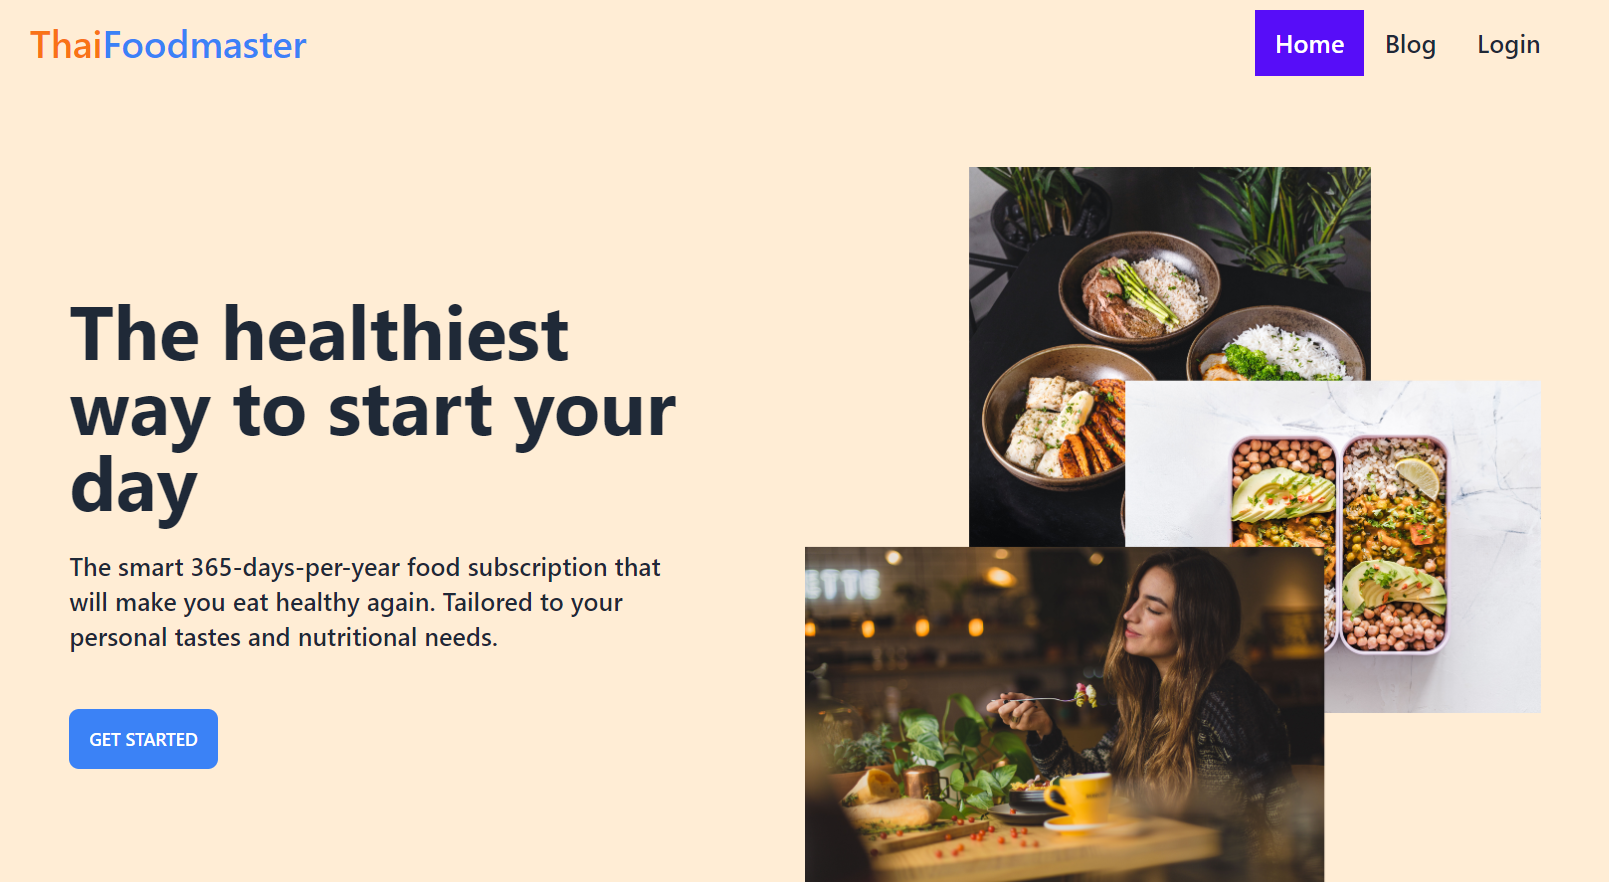 ThaiFoodmaster
Home Blog Login
The healthiest
way to start your
day
The smart 365-days-per-year food subscription that
will make you eat healthy again. Tailored to your
personal tastes and nutritional needs.
GET STARTED
ETTE